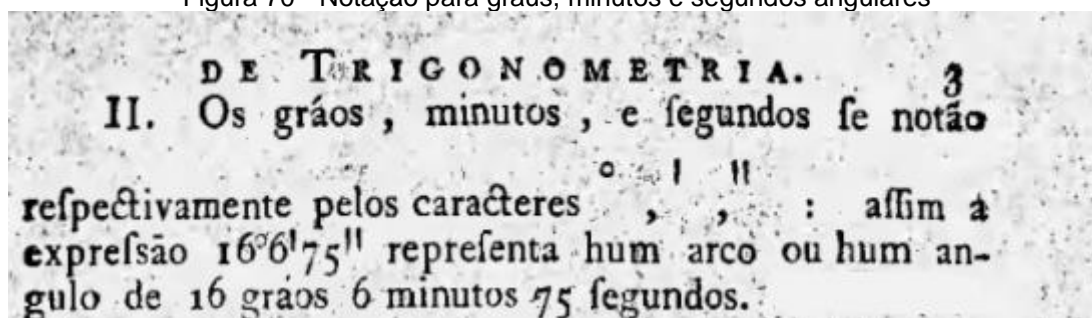 Figura 70 - Notação para graus, minutos e segundos angulares
DE TRIGONOMETRIA. 3
II. Os gráos , minutos , e ſegundos ſe notão
reſpectivamente pelos caracteres ° , ' , '' : aſſim a
expreſsão 16°6'75'' repreſenta hum arco ou hum an-
gulo de 16 gráos 6 minutos 75 ſegundos.